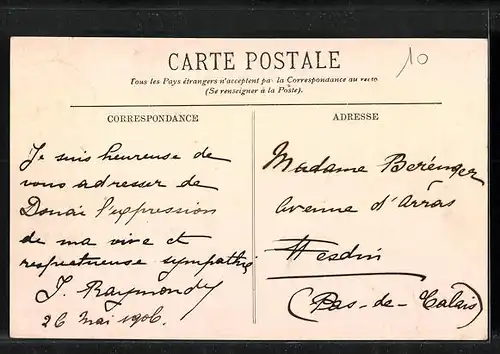 CARTE POSTALE
10
Tous les Pays étrangers n'acceptent pas la Correspondance au recto
(Se renseigner à la Poste).
CORRESPONDANCE
Je suis heureuse de
vous adresser de
Douai l'expression
de ma vive et
respectueuse sympathie
J. Raymondy
26 Mai 1906.
ADRESSE
Madame Berénger
Avenue d'Arras
Hesdin
(Pas-de-Calais)